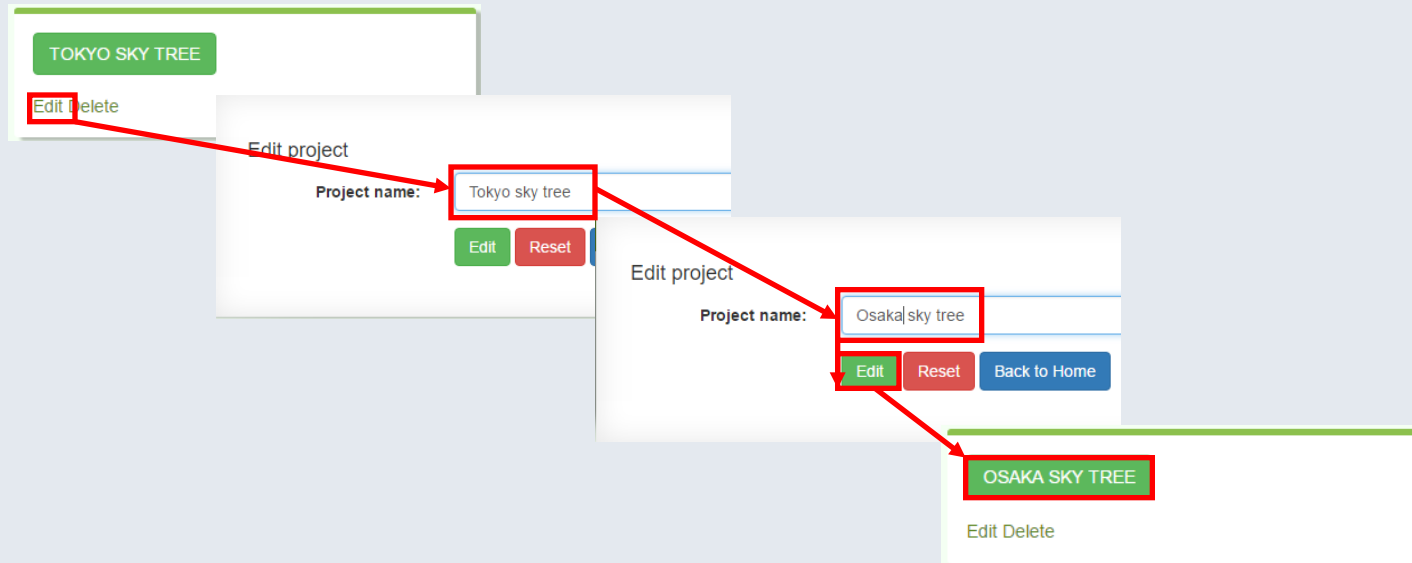 TOKYO SKY TREE
Edit Delete
Edit project
Project name: Tokyo sky tree
Edit Reset
Edit project
Project name: Osaka sky tree
Edit Reset Back to Home
OSAKA SKY TREE
Edit Delete